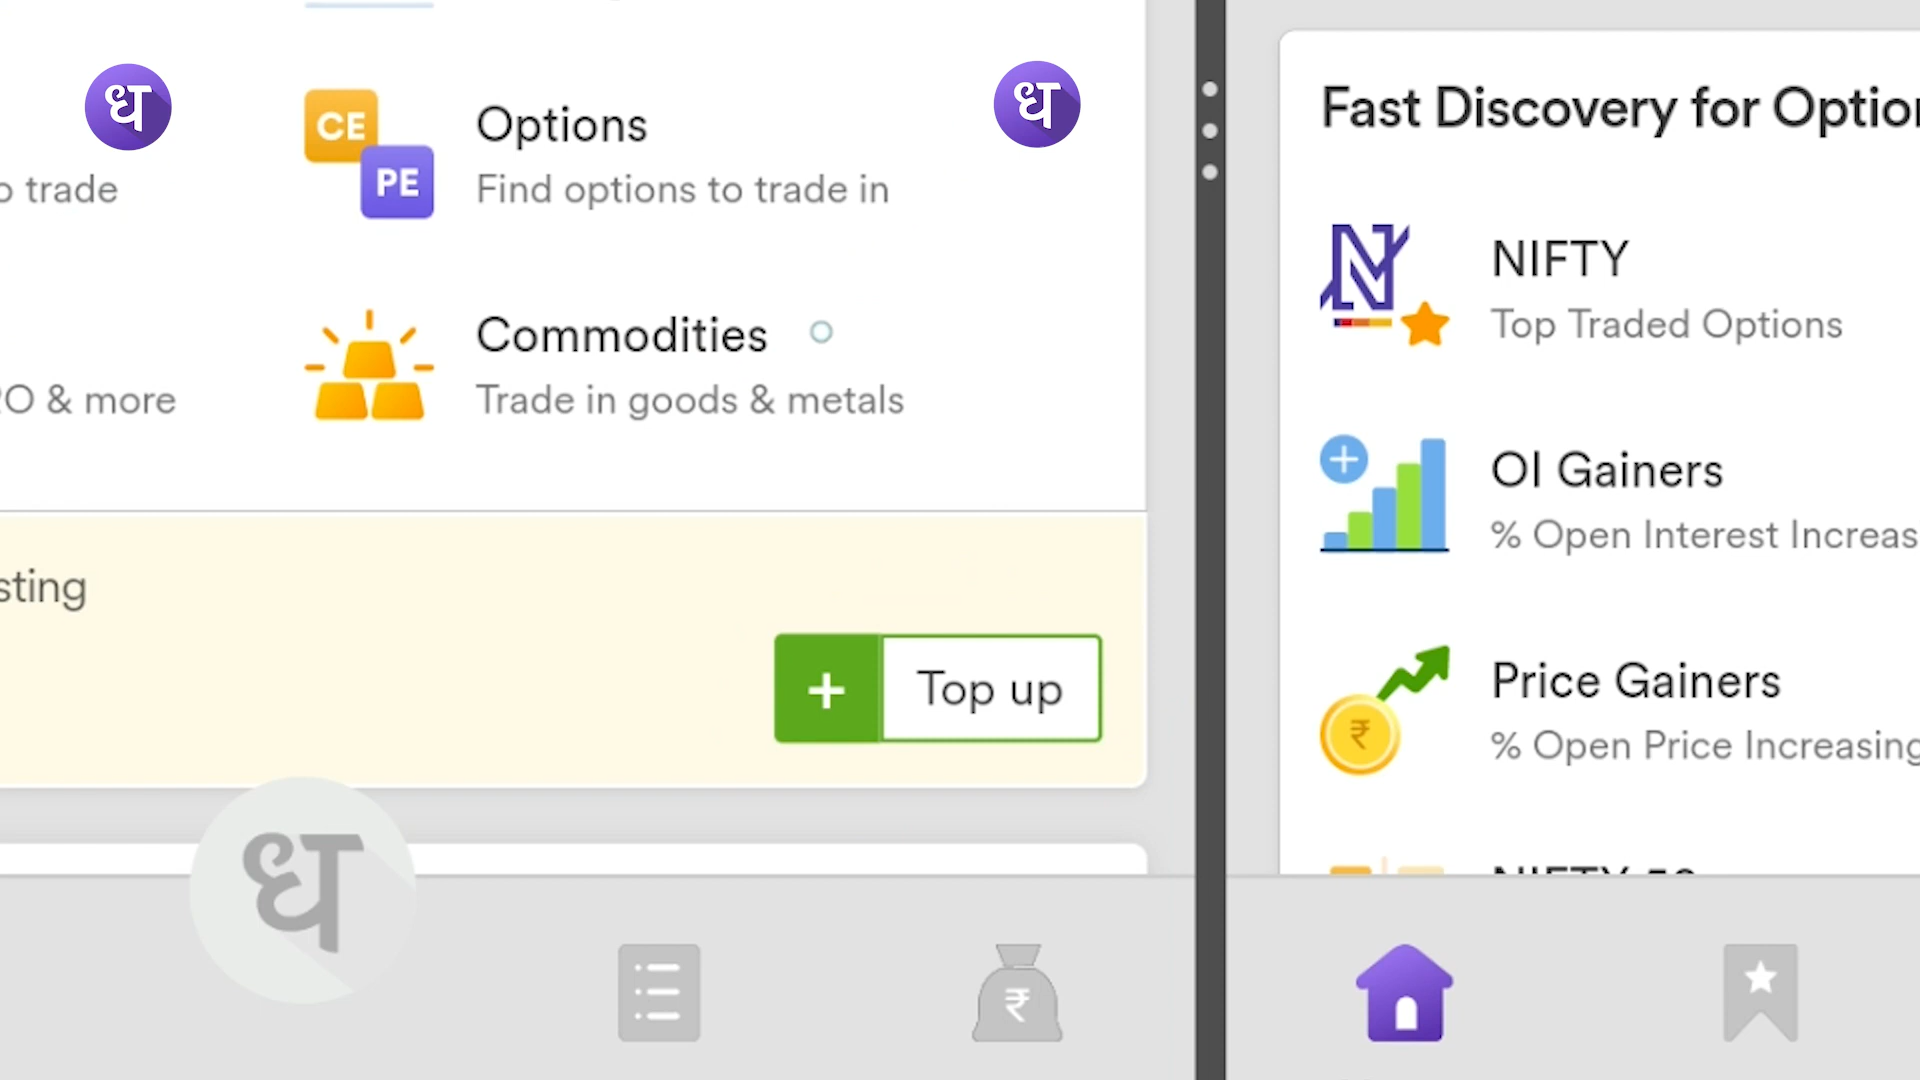 ध
CE
PE
Options
ध
o trade
Find options to trade in
Commodities
O & more
Trade in goods & metals
sting
+ Top up
ध
₹
Fast Discovery for Option
NIFTY
Top Traded Options
OI Gainers
% Open Interest Increas
₹
Price Gainers
% Open Price Increasing